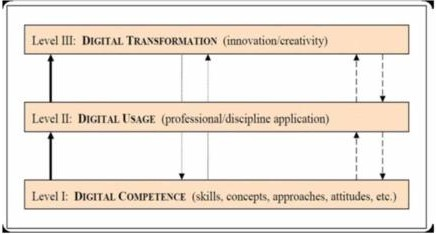 Level III: DIGITAL TRANSFORMATION (innovation/creativity)
Level II: DIGITAL USAGE (professional/discipline application)
Level I: DIGITAL COMPETENCE (skills, concepts, approaches, attitudes, etc.)